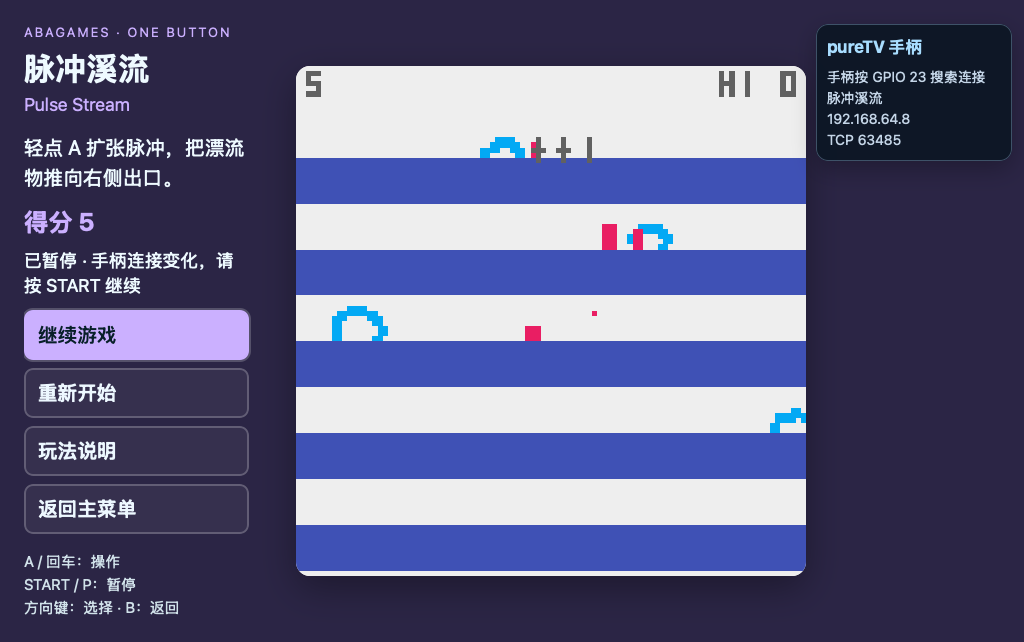 ABAGAMES · ONE BUTTON
脉冲溪流
Pulse Stream
轻点 A 扩张脉冲，把漂流
物推向右侧出口。
得分 5
已暂停 · 手柄连接变化，请
按 START 继续
继续游戏
重新开始
玩法说明
返回主菜单
A / 回车：操作
START / P：暂停
方向键：选择 · B：返回
5
HI 0
++1
pureTV 手柄
手柄按 GPIO 23 搜索连接
脉冲溪流
192.168.64.8
TCP 63485